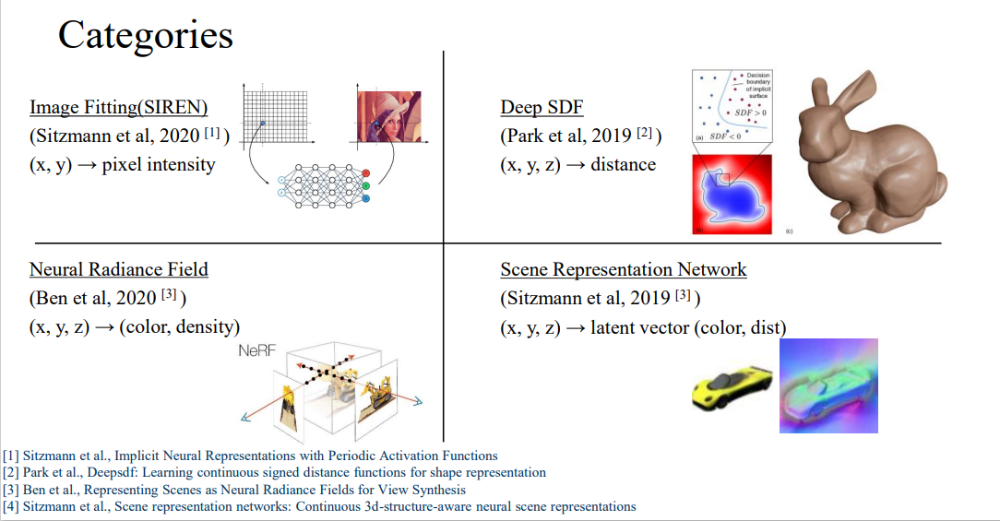 Categories
Image Fitting(SIREN)
(Sitzmann et al, 2020 [1] )
(x, y) → pixel intensity
Deep SDF
(Park et al, 2019 [2] )
(x, y, z) → distance
Decision
boundary
of implicit
surface
SDF > 0
(a) SDF < 0
(c)
Neural Radiance Field
(Ben et al, 2020 [3] )
(x, y, z) → (color, density)
NeRF
Scene Representation Network
(Sitzmann et al, 2019 [3] )
(x, y, z) → latent vector (color, dist)
[1] Sitzmann et al., Implicit Neural Representations with Periodic Activation Functions
[2] Park et al., Deepsdf: Learning continuous signed distance functions for shape representation
[3] Ben et al., Representing Scenes as Neural Radiance Fields for View Synthesis
[4] Sitzmann et al., Scene representation networks: Continuous 3d-structure-aware neural scene representations